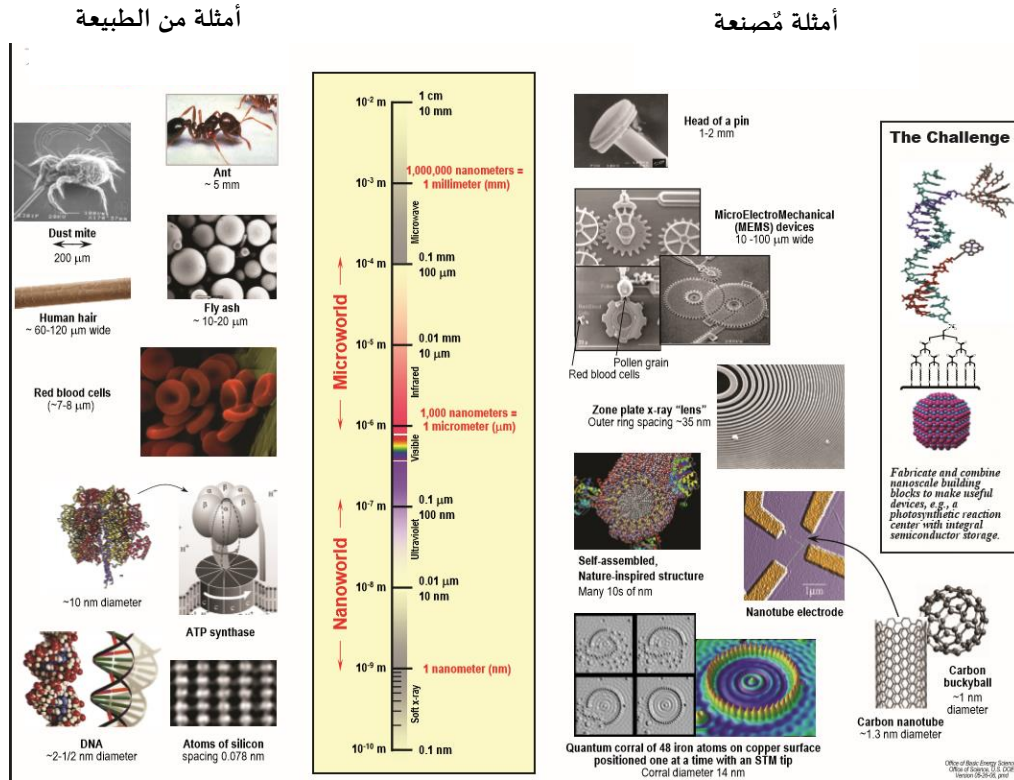 أمثلة من الطبيعة
أمثلة مٌصنعة
Dust mite
200 μm
Ant
~ 5 mm
Human hair
~ 60-120 μm wide
Fly ash
~ 10-20 μm
Red blood cells
(~7-8 μm)
~10 nm diameter
ATP synthase
DNA
~2-1/2 nm diameter
Atoms of silicon
spacing 0.078 nm
Microworld
Nanoworld
10⁻² m
1 cm
10 mm
1,000,000 nanometers =
1 millimeter (mm)
10⁻³ m
Microwave
10⁻⁴ m
0.1 mm
100 μm
10⁻⁵ m
0.01 mm
10 μm
Infrared
1,000 nanometers =
1 micrometer (μm)
10⁻⁶ m
Visible
10⁻⁷ m
0.1 μm
100 nm
Ultraviolet
10⁻⁸ m
0.01 μm
10 nm
10⁻⁹ m
1 nanometer (nm)
Soft x-ray
10⁻¹⁰ m
0.1 nm
Head of a pin
1-2 mm
MicroElectroMechanical
(MEMS) devices
10 -100 μm wide
Pollen grain
Red blood cells
Zone plate x-ray "lens"
Outer ring spacing ~35 nm
Self-assembled,
Nature-inspired structure
Many 10s of nm
1μm
Nanotube electrode
Carbon
buckyball
~1 nm
diameter
Carbon nanotube
~1.3 nm diameter
Quantum corral of 48 iron atoms on copper surface
positioned one at a time with an STM tip
Corral diameter 14 nm
The Challenge
Fabricate and combine
nanoscale building
blocks to make useful
devices, e.g., a
photosynthetic reaction
center with integral
semiconductor storage.
Office of Basic Energy Sciences
Office of Science, U.S. DOE